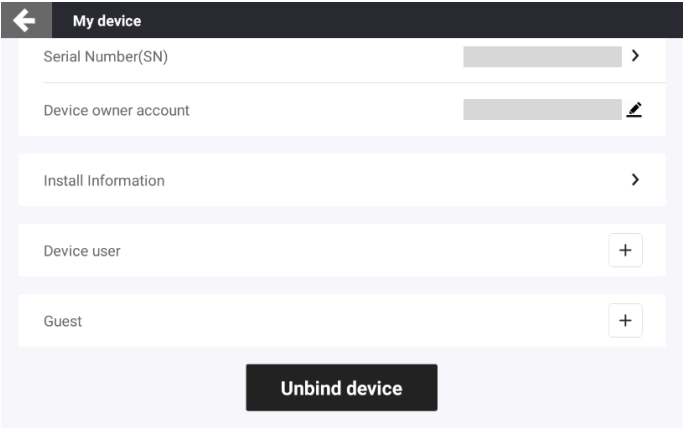 My device
Serial Number(SN)
Device owner account
Install Information
Device user
Guest
Unbind device